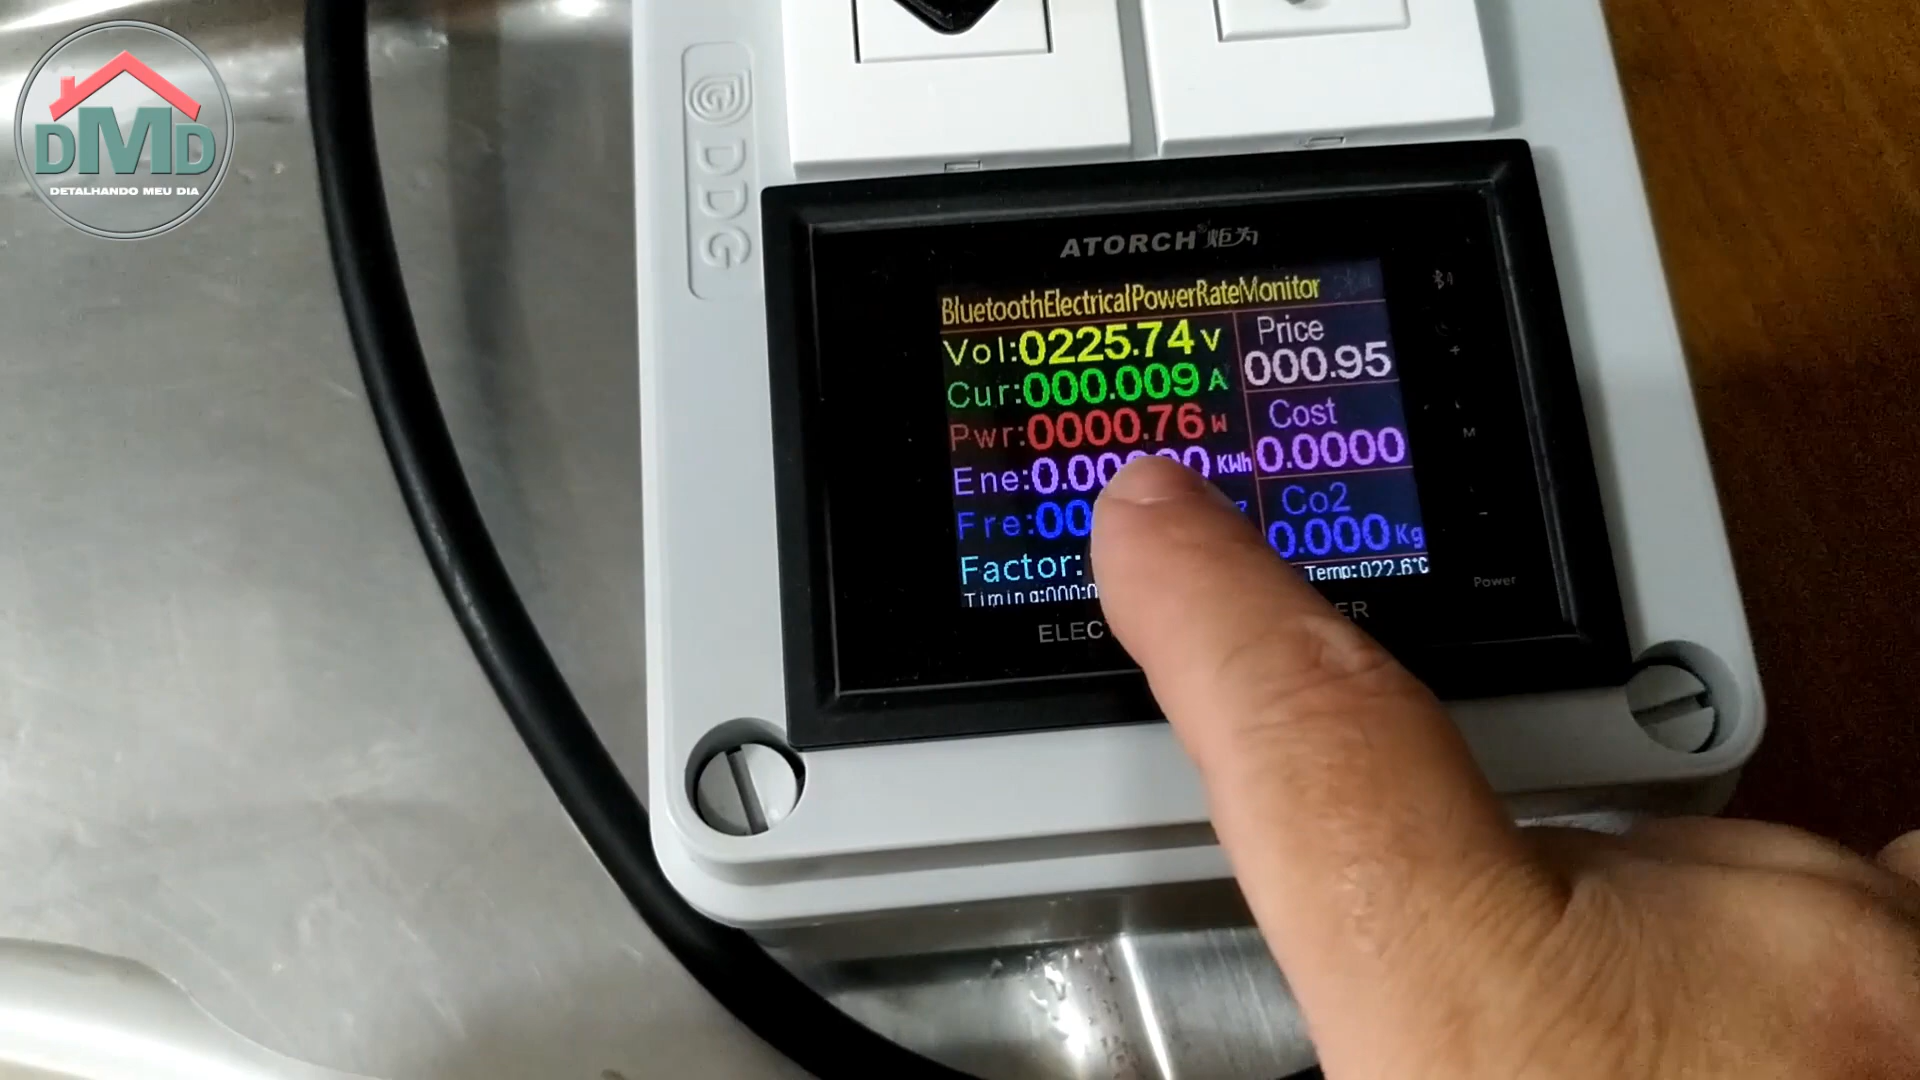 DMD
DETALHANDO MEU DIA
DDG
ATORCH® 炬为
BluetoothElectricalPowerRateMonitor
Vol:0225.74 V
Cur:000.009 A
Pwr:0000.76 W
Ene:0.00 KWh
Fre:00
Factor:
Timing:000:0
Price
000.95
Cost
0.0000
Co2
0.000 Kg
Temp:022.6℃
+
M
Power